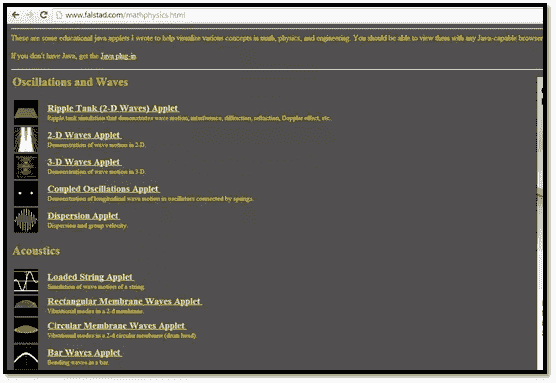 www.falstad.com/mathphysics.html
These are some educational java applets I wrote to help visualize various concepts in math, physics, and engineering. You should be able to view them with any Java-capable browser
If you don't have Java, get the Java plug-in.
Oscillations and Waves
Ripple Tank (2-D Waves) Applet
Ripple tank simulation that demonstrates wave motion, interference, diffraction, refraction, Doppler effect, etc.
2-D Waves Applet
Demonstration of wave motion in 2-D.
3-D Waves Applet
Demonstration of wave motion in 3-D.
Coupled Oscillations Applet
Demonstration of longitudinal wave motion in oscillators connected by springs.
Dispersion Applet
Dispersion and group velocity.
Acoustics
Loaded String Applet
Simulation of wave motion of a string.
Rectangular Membrane Waves Applet
Vibrational modes in a 2-d membrane.
Circular Membrane Waves Applet
Vibrational modes in a 2-d circular membrane (drum head).
Bar Waves Applet
Bending waves in a bar.